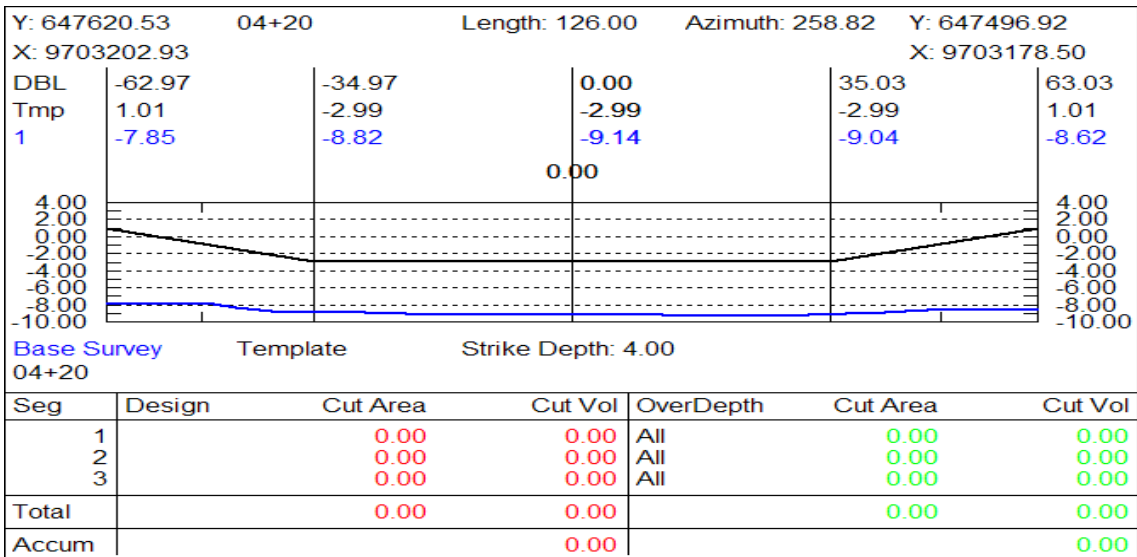 Y: 647620.53 04+20 Length: 126.00 Azimuth: 258.82 Y: 647496.92
X: 9703202.93 X: 9703178.50
DBL -62.97 -34.97 0.00 35.03 63.03
Tmp 1.01 -2.99 -2.99 -2.99 1.01
1 -7.85 -8.82 -9.14 -9.04 -8.62
0.00
4.00 4.00
2.00 2.00
0.00 0.00
-2.00 -2.00
-4.00 -4.00
-6.00 -6.00
-8.00 -8.00
-10.00 -10.00
Base Survey Template Strike Depth: 4.00
04+20
Seg Design Cut Area Cut Vol OverDepth Cut Area Cut Vol
1 0.00 0.00 All 0.00 0.00
2 0.00 0.00 All 0.00 0.00
3 0.00 0.00 All 0.00 0.00
Total 0.00 0.00 0.00 0.00
Accum 0.00 0.00